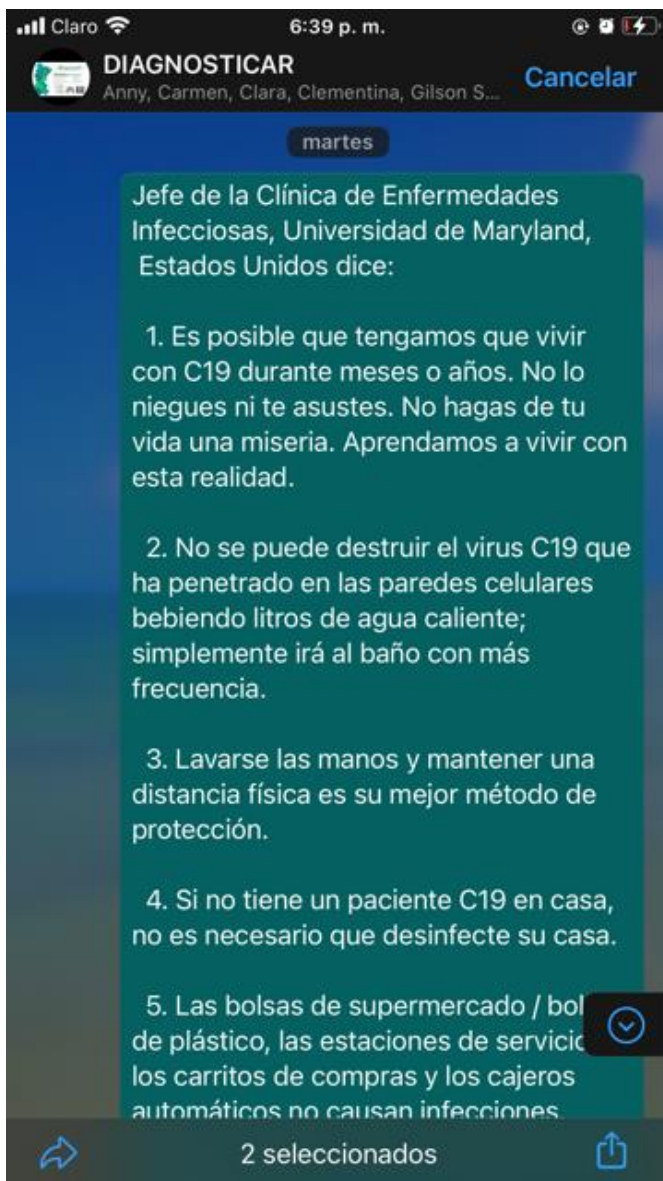 Claro
6:39 p. m.
DIAGNOSTICAR
Anny, Carmen, Clara, Clementina, Gilson S...
Cancelar
martes
Jefe de la Clínica de Enfermedades
Infecciosas, Universidad de Maryland,
Estados Unidos dice:
1. Es posible que tengamos que vivir
con C19 durante meses o años. No lo
niegues ni te asustes. No hagas de tu
vida una miseria. Aprendamos a vivir con
esta realidad.
2. No se puede destruir el virus C19 que
ha penetrado en las paredes celulares
bebiendo litros de agua caliente;
simplemente irá al baño con más
frecuencia.
3. Lavarse las manos y mantener una
distancia física es su mejor método de
protección.
4. Si no tiene un paciente C19 en casa,
no es necesario que desinfecte su casa.
5. Las bolsas de supermercado / bol
de plástico, las estaciones de servicio
los carritos de compras y los cajeros
automáticos no causan infecciones.
2 seleccionados